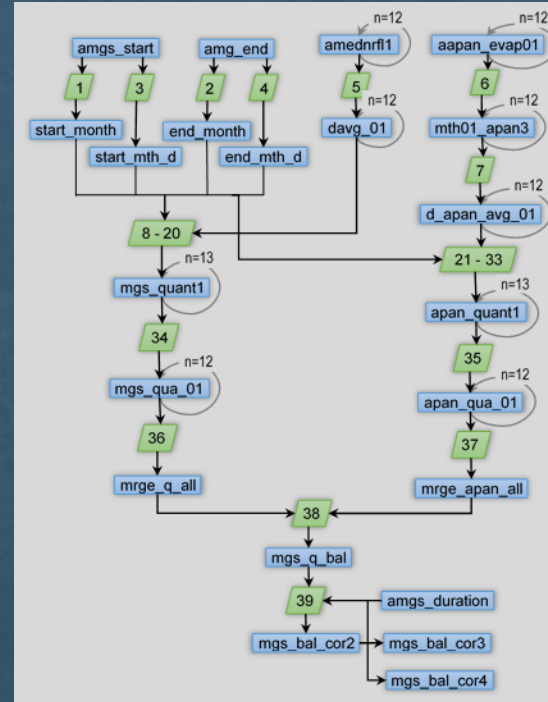 n=12
n=12
amgs_start
amg_end
amednrfl1
aapan_evap01
1
3
2
4
5
6
n=12
n=12
start_month
end_month
davg_01
mth01_apan3
start_mth_d
end_mth_d
7
n=12
d_apan_avg_01
8 - 20
21 - 33
n=13
n=13
mgs_quant1
apan_quant1
34
35
n=12
n=12
mgs_qua_01
apan_qua_01
36
37
mrge_q_all
mrge_apan_all
38
mgs_q_bal
39
amgs_duration
mgs_bal_cor2
mgs_bal_cor3
mgs_bal_cor4